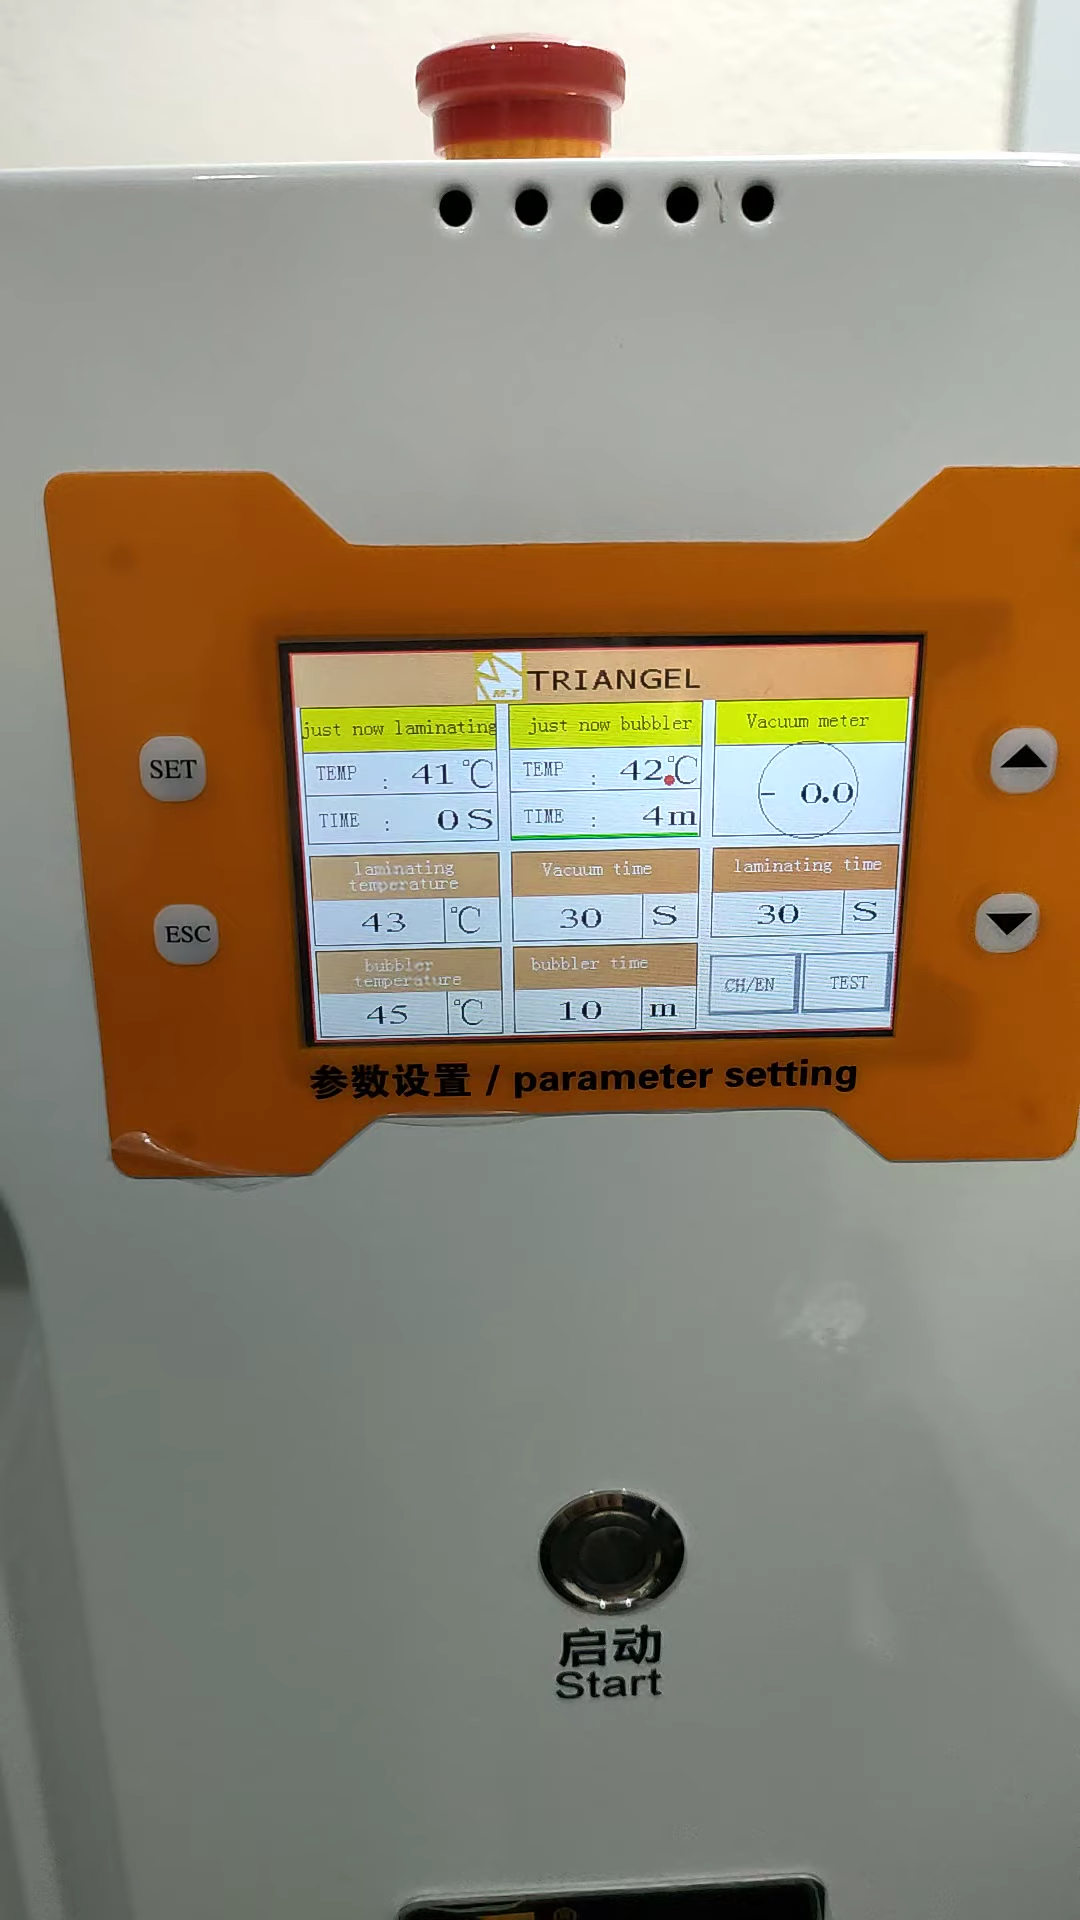 M-T TRIANGEL
just now laminating
just now bubbler
Vacuum meter
TEMP : 41 ℃
TEMP : 42 ℃
- 0.0
TIME : 0 S
TIME : 4 m
laminating
temperature
Vacuum time
laminating time
43 ℃
30 S
30 S
bubbler
temperature
bubbler time
CH/EN
TEST
45 ℃
10 m
SET
ESC
参数设置 / parameter setting
启动
Start